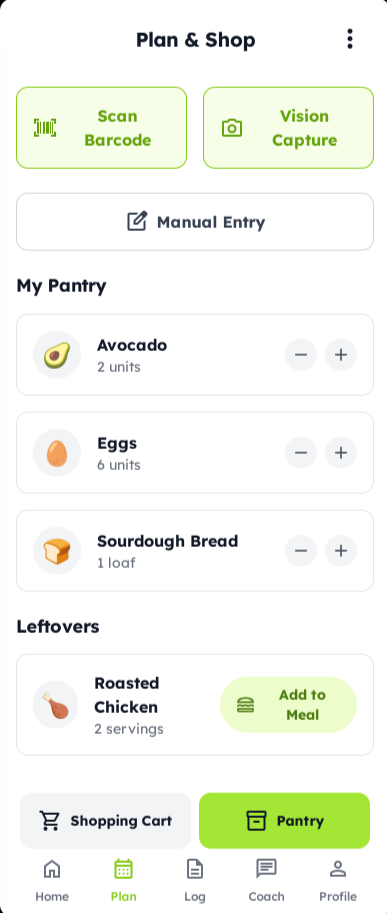 Plan & Shop
Scan
Barcode
Vision
Capture
Manual Entry
My Pantry
Avocado
2 units
Eggs
6 units
Sourdough Bread
1 loaf
Leftovers
Roasted
Chicken
2 servings
Add to
Meal
Shopping Cart
Pantry
Home
Plan
Log
Coach
Profile